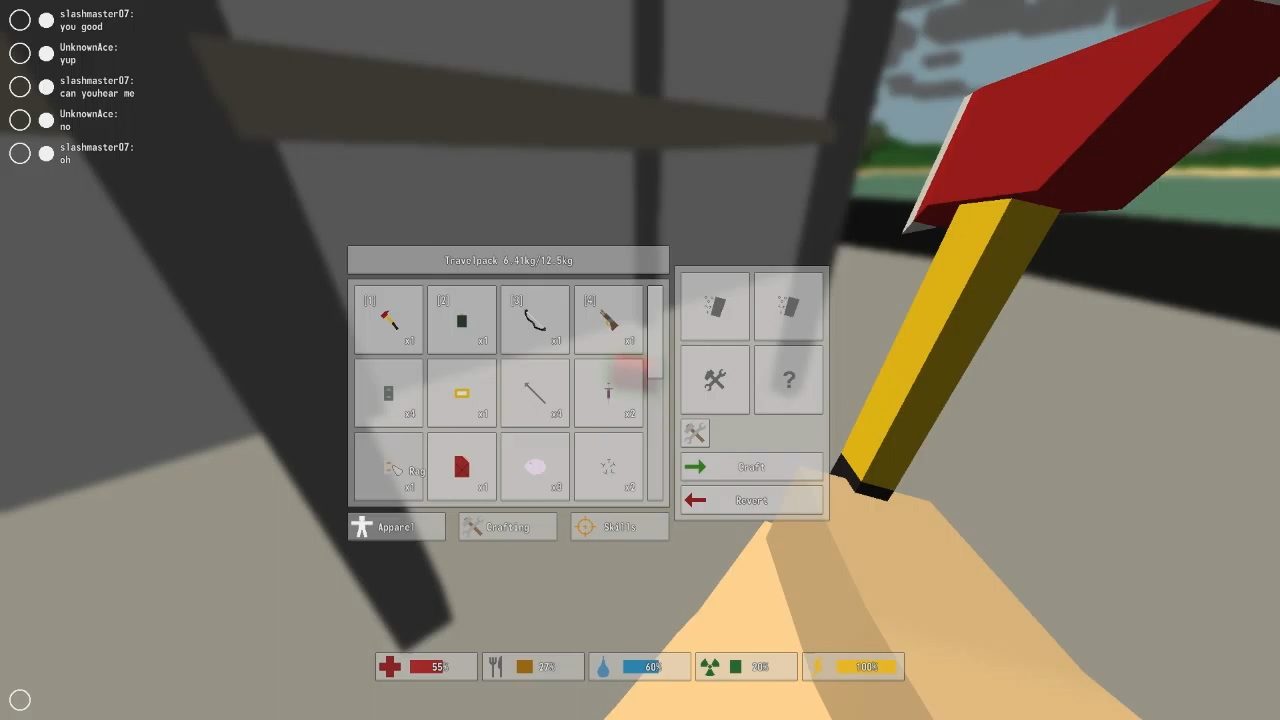 slashmaster07:
you good
UnknownAce:
yup
slashmaster07:
can youhear me
UnknownAce:
no
slashmaster07:
oh
Travelpack 6.41kg/12.5kg
[1] [2] [3] [4]
x1 x1 x1 x1
x4 x1 x4 x2
Rag
x1 x1 x3 x2
?
Craft
Revert
Apparel Crafting Skills
55% 27% 60% 20% 100%